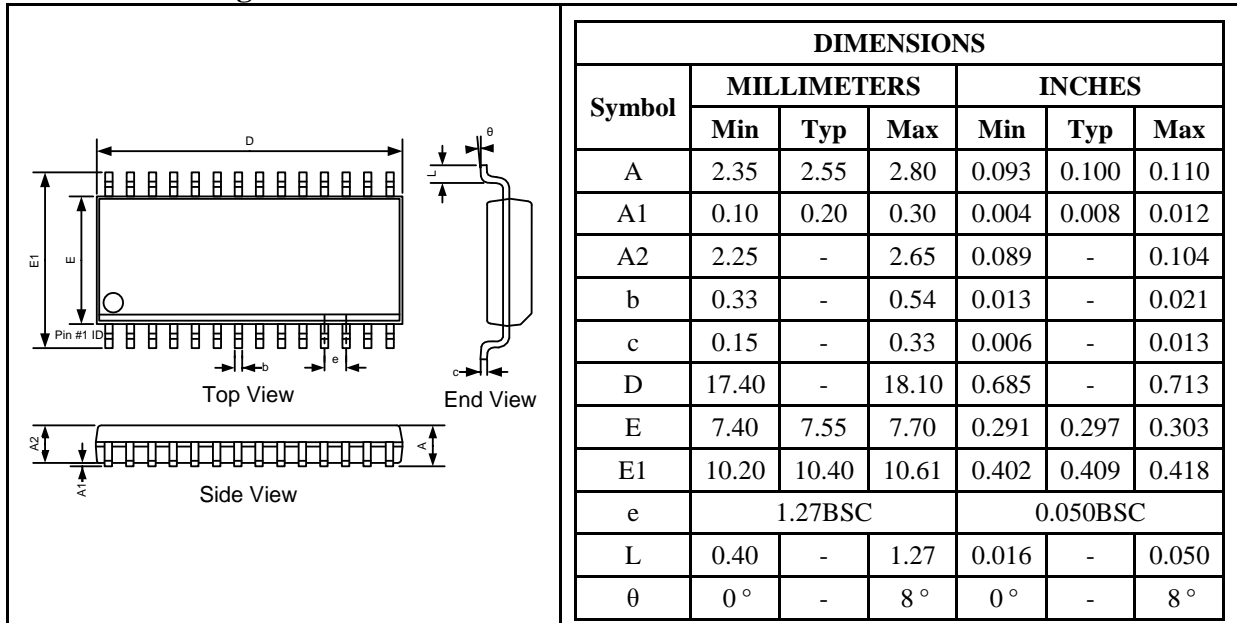 D
θ
L
E1
E
Pin #1 ID
b
e
c
Top View
End View
A2
A1
A
Side View
DIMENSIONS
Symbol MILLIMETERS INCHES
Min Typ Max Min Typ Max
A 2.35 2.55 2.80 0.093 0.100 0.110
A1 0.10 0.20 0.30 0.004 0.008 0.012
A2 2.25 - 2.65 0.089 - 0.104
b 0.33 - 0.54 0.013 - 0.021
c 0.15 - 0.33 0.006 - 0.013
D 17.40 - 18.10 0.685 - 0.713
E 7.40 7.55 7.70 0.291 0.297 0.303
E1 10.20 10.40 10.61 0.402 0.409 0.418
e 1.27BSC 0.050BSC
L 0.40 - 1.27 0.016 - 0.050
θ 0 ° - 8 ° 0 ° - 8 °